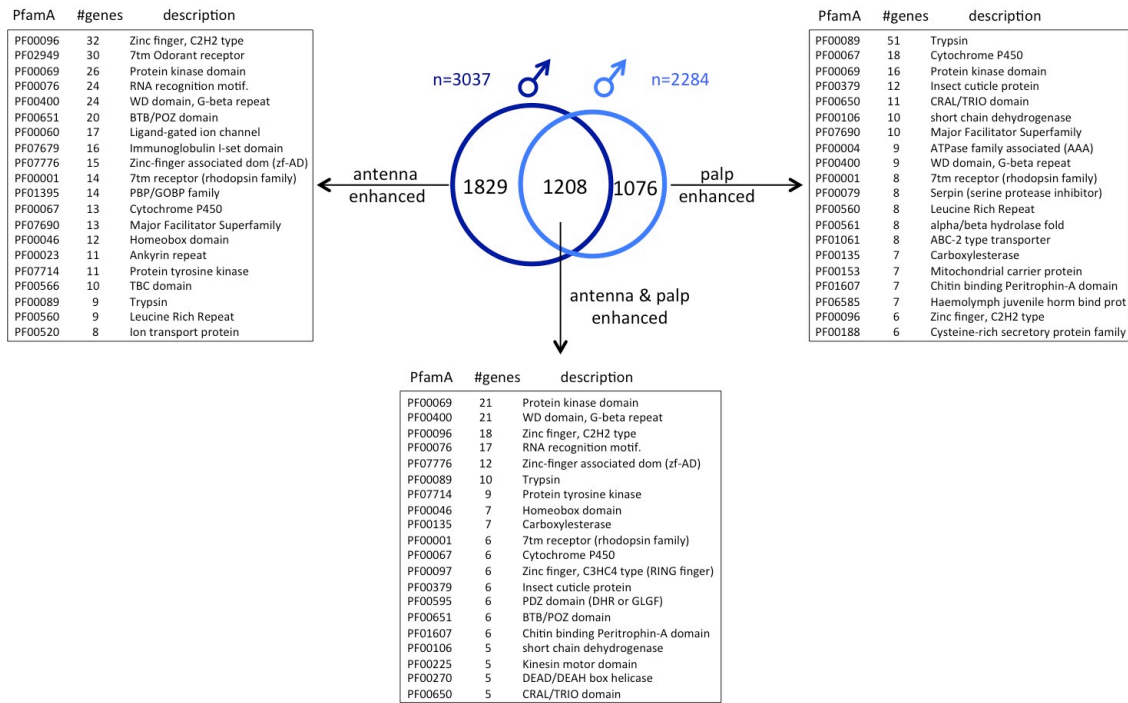 PfamA #genes description
PF00096 32 Zinc finger, C2H2 type
PF02949 30 7tm Odorant receptor
PF00069 26 Protein kinase domain
PF00076 24 RNA recognition motif.
PF00400 24 WD domain, G-beta repeat
PF00651 20 BTB/POZ domain
PF00060 17 Ligand-gated ion channel
PF07679 16 Immunoglobulin I-set domain
PF07776 15 Zinc-finger associated dom (zf-AD)
PF00001 14 7tm receptor (rhodopsin family)
PF01395 14 PBP/GOBP family
PF00067 13 Cytochrome P450
PF07690 13 Major Facilitator Superfamily
PF00046 12 Homeobox domain
PF00023 11 Ankyrin repeat
PF07714 11 Protein tyrosine kinase
PF00566 10 TBC domain
PF00089 9 Trypsin
PF00560 9 Leucine Rich Repeat
PF00520 8 Ion transport protein
n=3037 ♂ ♂ n=2284
antenna
enhanced
1829 1208 1076
palp
enhanced
antenna & palp
enhanced
PfamA #genes description
PF00089 51 Trypsin
PF00067 18 Cytochrome P450
PF00069 16 Protein kinase domain
PF00379 12 Insect cuticle protein
PF00650 11 CRAL/TRIO domain
PF00106 10 short chain dehydrogenase
PF07690 10 Major Facilitator Superfamily
PF00004 9 ATPase family associated (AAA)
PF00400 9 WD domain, G-beta repeat
PF00001 8 7tm receptor (rhodopsin family)
PF00079 8 Serpin (serine protease inhibitor)
PF00560 8 Leucine Rich Repeat
PF00561 8 alpha/beta hydrolase fold
PF01061 8 ABC-2 type transporter
PF00135 7 Carboxylesterase
PF00153 7 Mitochondrial carrier protein
PF01607 7 Chitin binding Peritrophin-A domain
PF06585 7 Haemolymph juvenile horm bind prot
PF00096 6 Zinc finger, C2H2 type
PF00188 6 Cysteine-rich secretory protein family
PfamA #genes description
PF00069 21 Protein kinase domain
PF00400 21 WD domain, G-beta repeat
PF00096 18 Zinc finger, C2H2 type
PF00076 17 RNA recognition motif.
PF07776 12 Zinc-finger associated dom (zf-AD)
PF00089 10 Trypsin
PF07714 9 Protein tyrosine kinase
PF00046 7 Homeobox domain
PF00135 7 Carboxylesterase
PF00001 6 7tm receptor (rhodopsin family)
PF00067 6 Cytochrome P450
PF00097 6 Zinc finger, C3HC4 type (RING finger)
PF00379 6 Insect cuticle protein
PF00595 6 PDZ domain (DHR or GLGF)
PF00651 6 BTB/POZ domain
PF01607 6 Chitin binding Peritrophin-A domain
PF00106 5 short chain dehydrogenase
PF00225 5 Kinesin motor domain
PF00270 5 DEAD/DEAH box helicase
PF00650 5 CRAL/TRIO domain